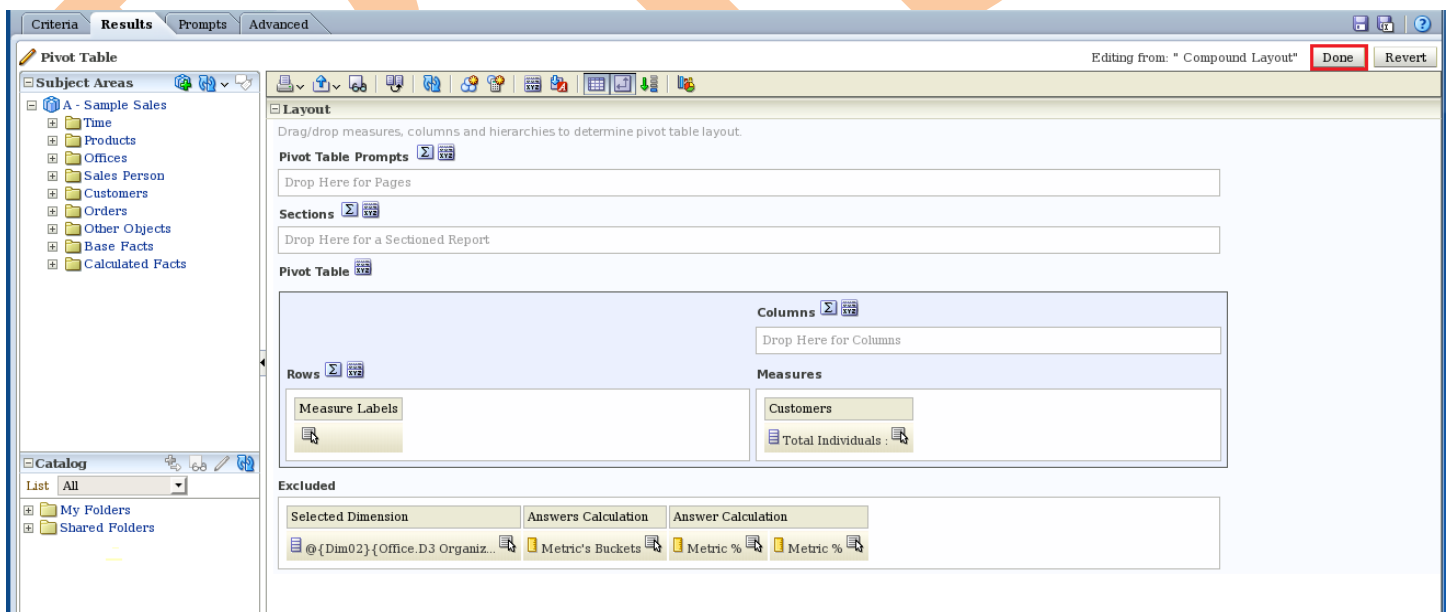 Criteria Results Prompts Advanced
Pivot Table Editing from: " Compound Layout" Done Revert
Subject Areas
A - Sample Sales
Time
Products
Offices
Sales Person
Customers
Orders
Other Objects
Base Facts
Calculated Facts
Catalog
List All
My Folders
Shared Folders
Layout
Drag/drop measures, columns and hierarchies to determine pivot table layout.
Pivot Table Prompts
Drop Here for Pages
Sections
Drop Here for a Sectioned Report
Pivot Table
Columns
Drop Here for Columns
Rows
Measures
Measure Labels
Customers
Total Individuals :
Excluded
Selected Dimension Answers Calculation Answer Calculation
@{Dim02}{Office.D3 Organiz... Metric's Buckets Metric % Metric %